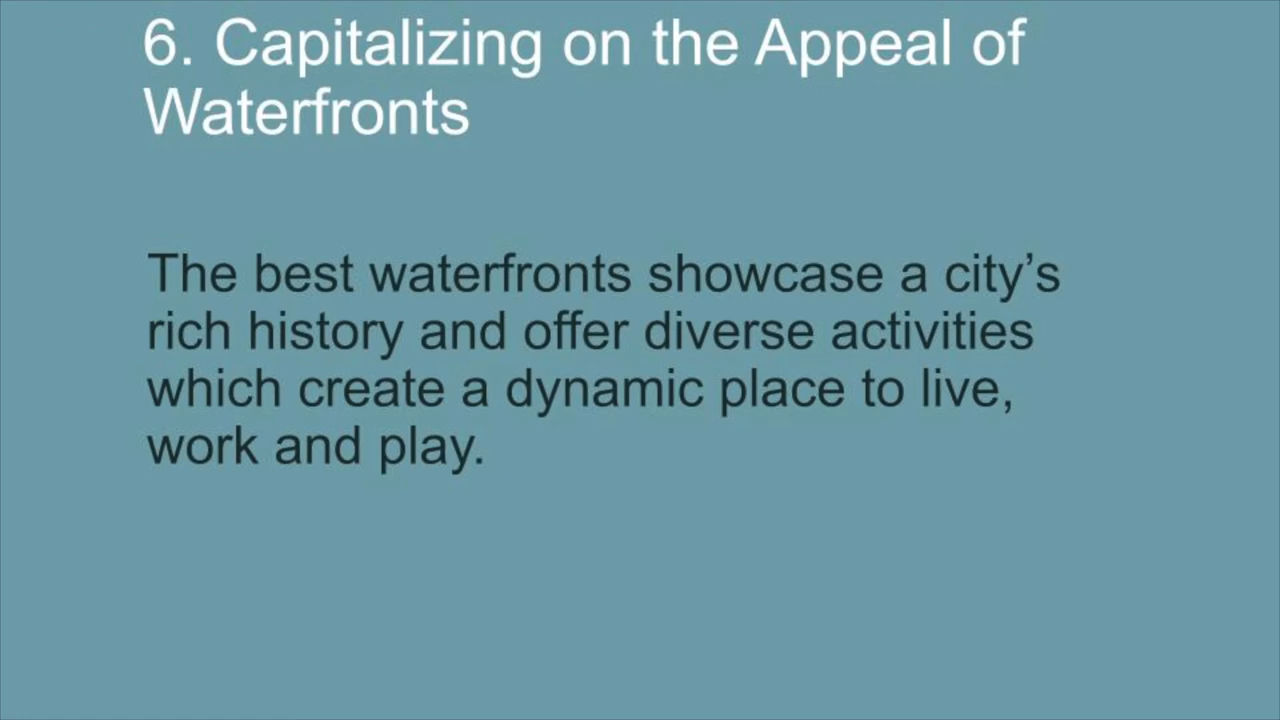 6. Capitalizing on the Appeal of
Waterfronts
The best waterfronts showcase a city’s
rich history and offer diverse activities
which create a dynamic place to live,
work and play.